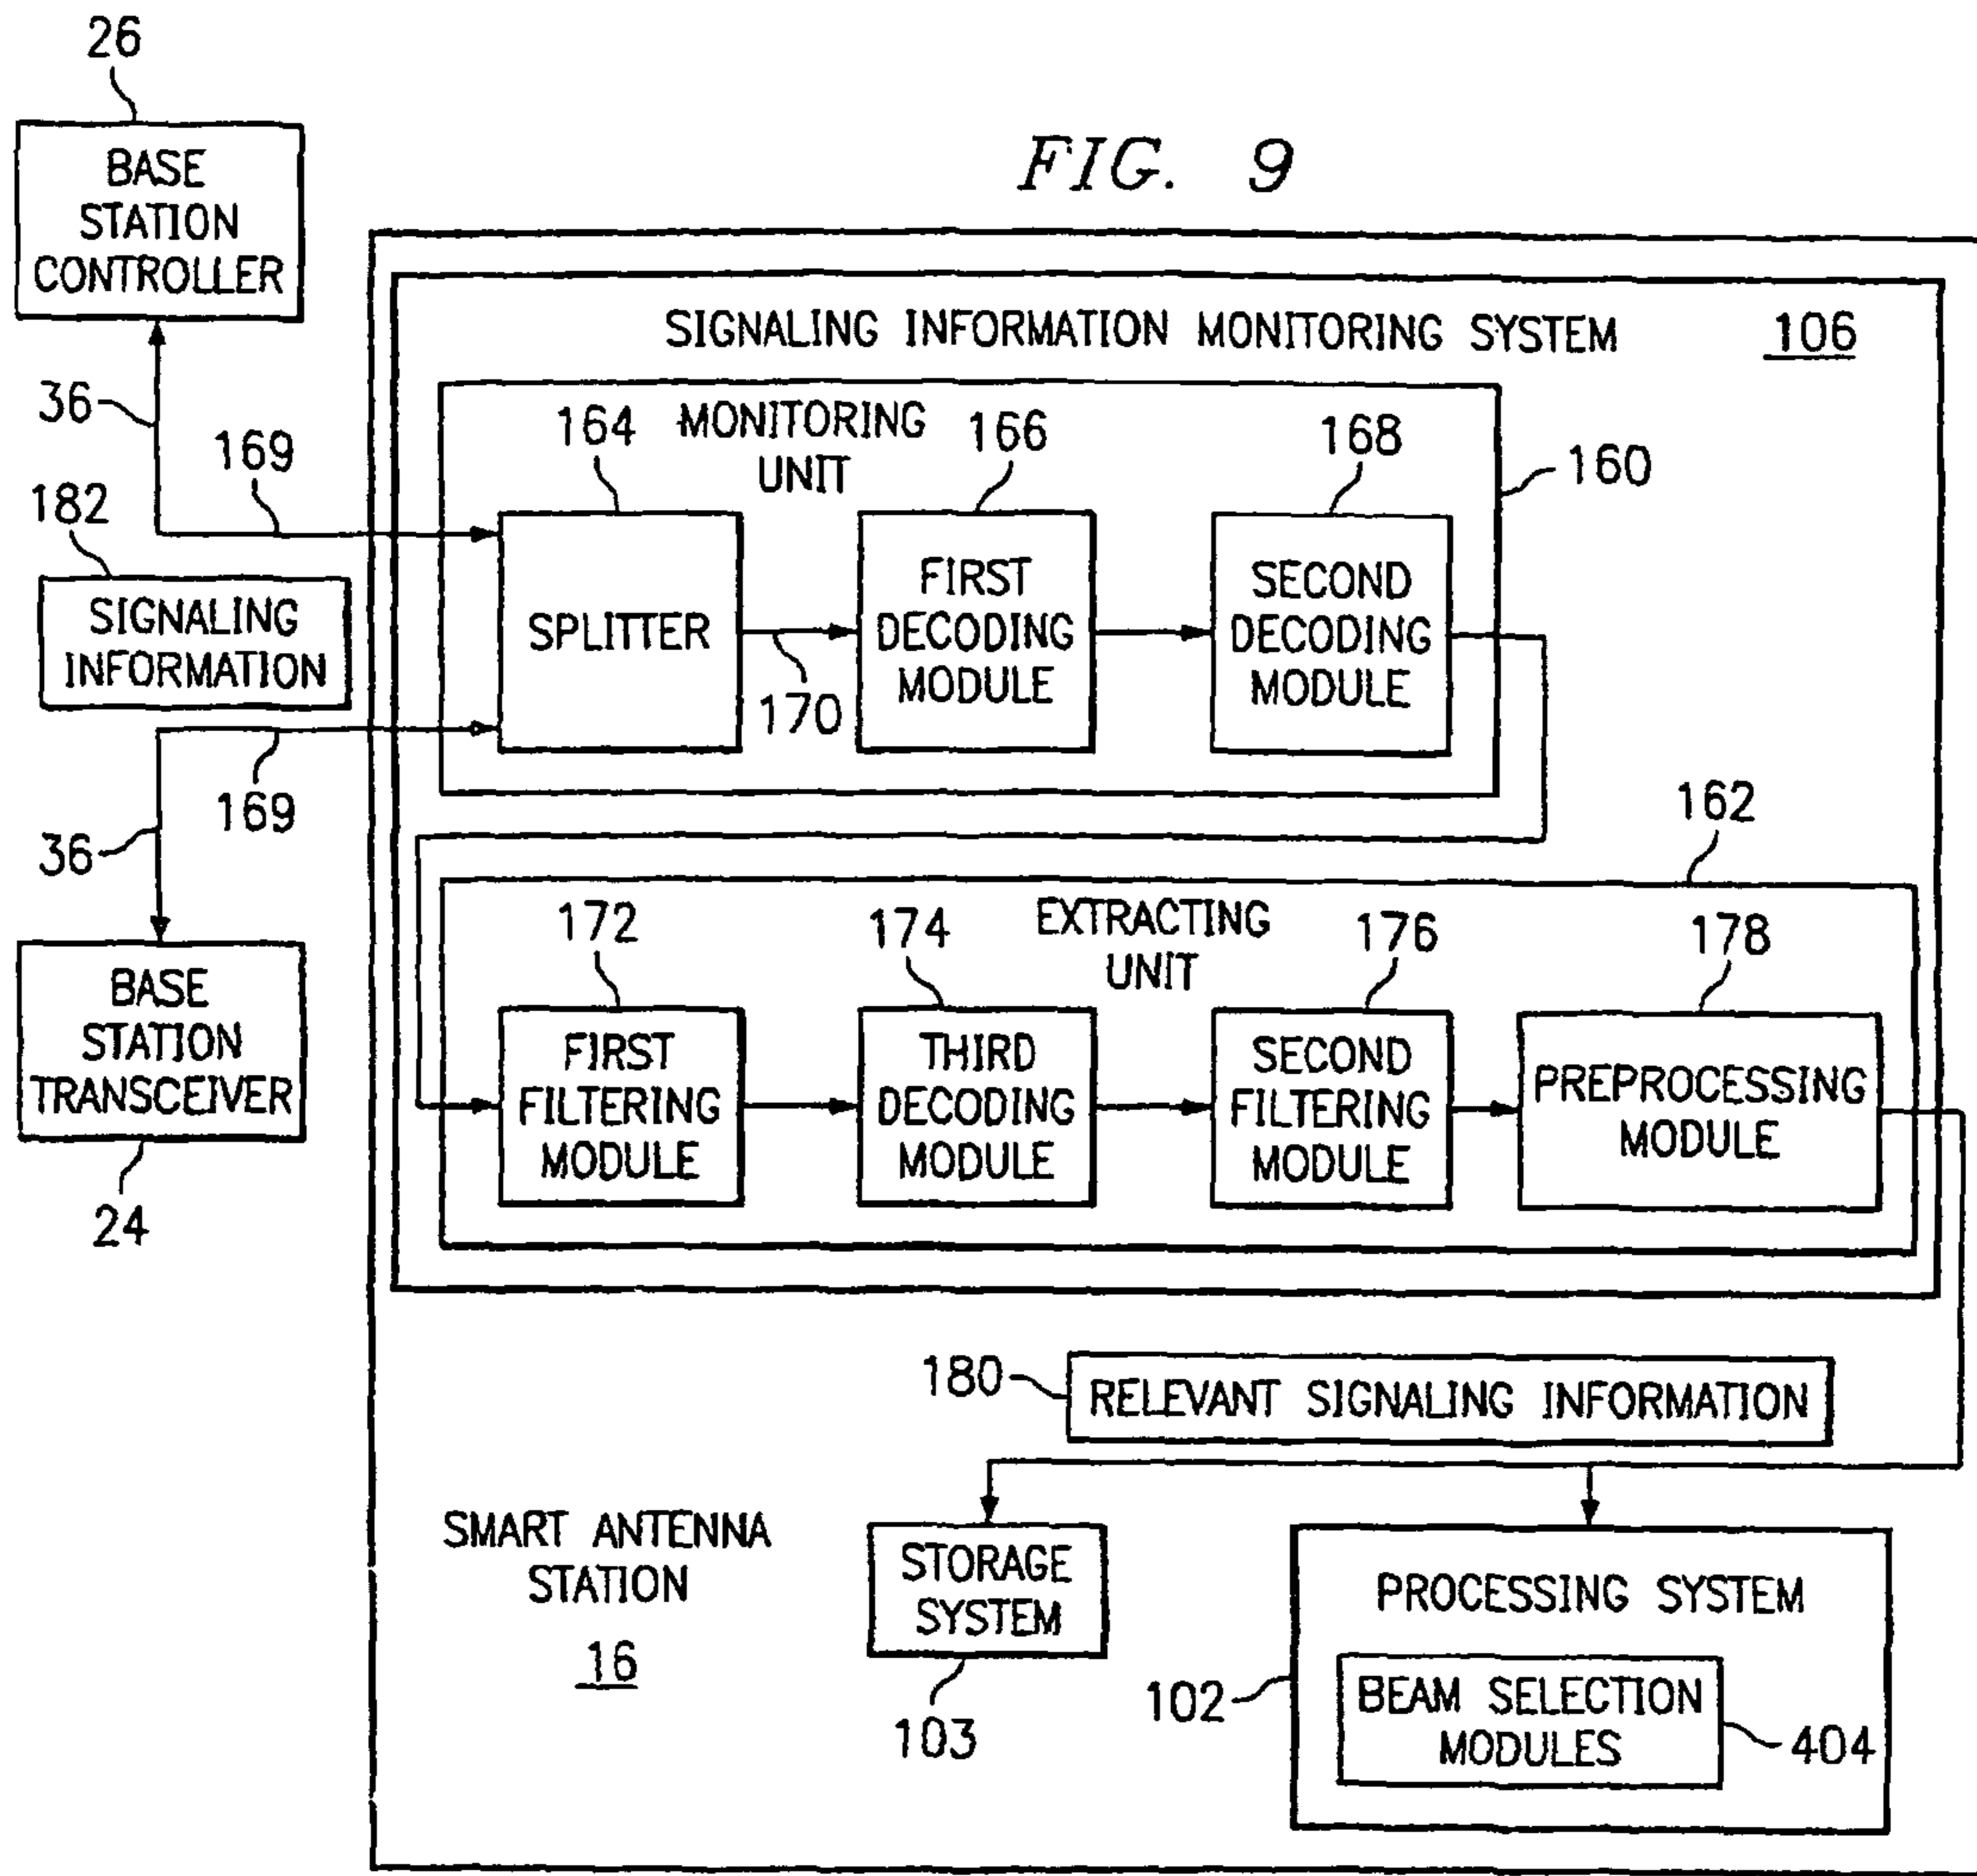 26
BASE
STATION
CONTROLLER
FIG. 9
SIGNALING INFORMATION MONITORING SYSTEM
106
36
169
182
SIGNALING
INFORMATION
164
MONITORING
UNIT
166
168
160
SPLITTER
170
FIRST
DECODING
MODULE
SECOND
DECODING
MODULE
169
36
BASE
STATION
TRANSCEIVER
24
162
172
174
EXTRACTING
UNIT
176
178
FIRST
FILTERING
MODULE
THIRD
DECODING
MODULE
SECOND
FILTERING
MODULE
PREPROCESSING
MODULE
180
RELEVANT SIGNALING INFORMATION
SMART ANTENNA
STATION
16
STORAGE
SYSTEM
103
PROCESSING SYSTEM
102
BEAM SELECTION
MODULES
404